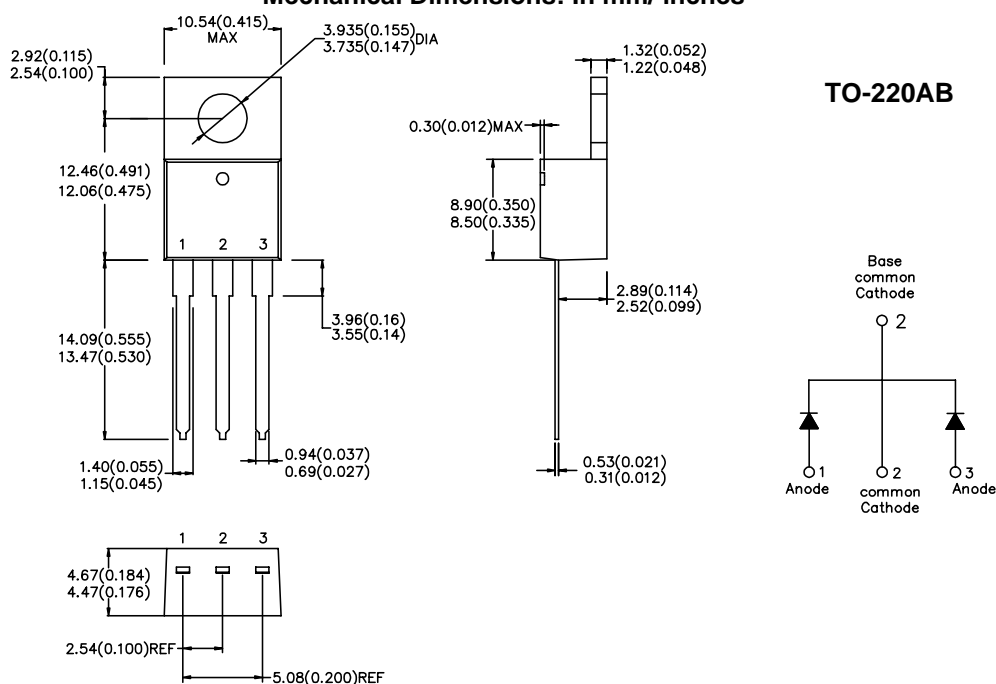 Mechanical Dimensions: In mm/ Inches
10.54(0.415)
MAX
3.935(0.155)
3.735(0.147)
DIA
2.92(0.115)
2.54(0.100)
1.32(0.052)
1.22(0.048)
TO-220AB
0.30(0.012)MAX
12.46(0.491)
12.06(0.475)
8.90(0.350)
8.50(0.335)
1 2 3
Base
common
Cathode
2
2.89(0.114)
2.52(0.099)
3.96(0.16)
3.55(0.14)
14.09(0.555)
13.47(0.530)
0.94(0.037)
0.69(0.027)
1.40(0.055)
1.15(0.045)
0.53(0.021)
0.31(0.012)
1
Anode
2
common
Cathode
3
Anode
1 2 3
4.67(0.184)
4.47(0.176)
2.54(0.100)REF
5.08(0.200)REF